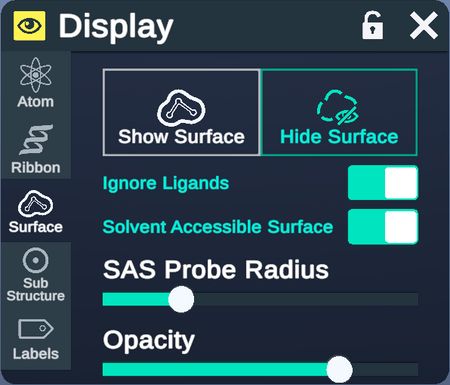 Display
Atom
Ribbon
Surface
Sub
Structure
Labels
Show Surface
Hide Surface
Ignore Ligands
Solvent Accessible Surface
SAS Probe Radius
Opacity